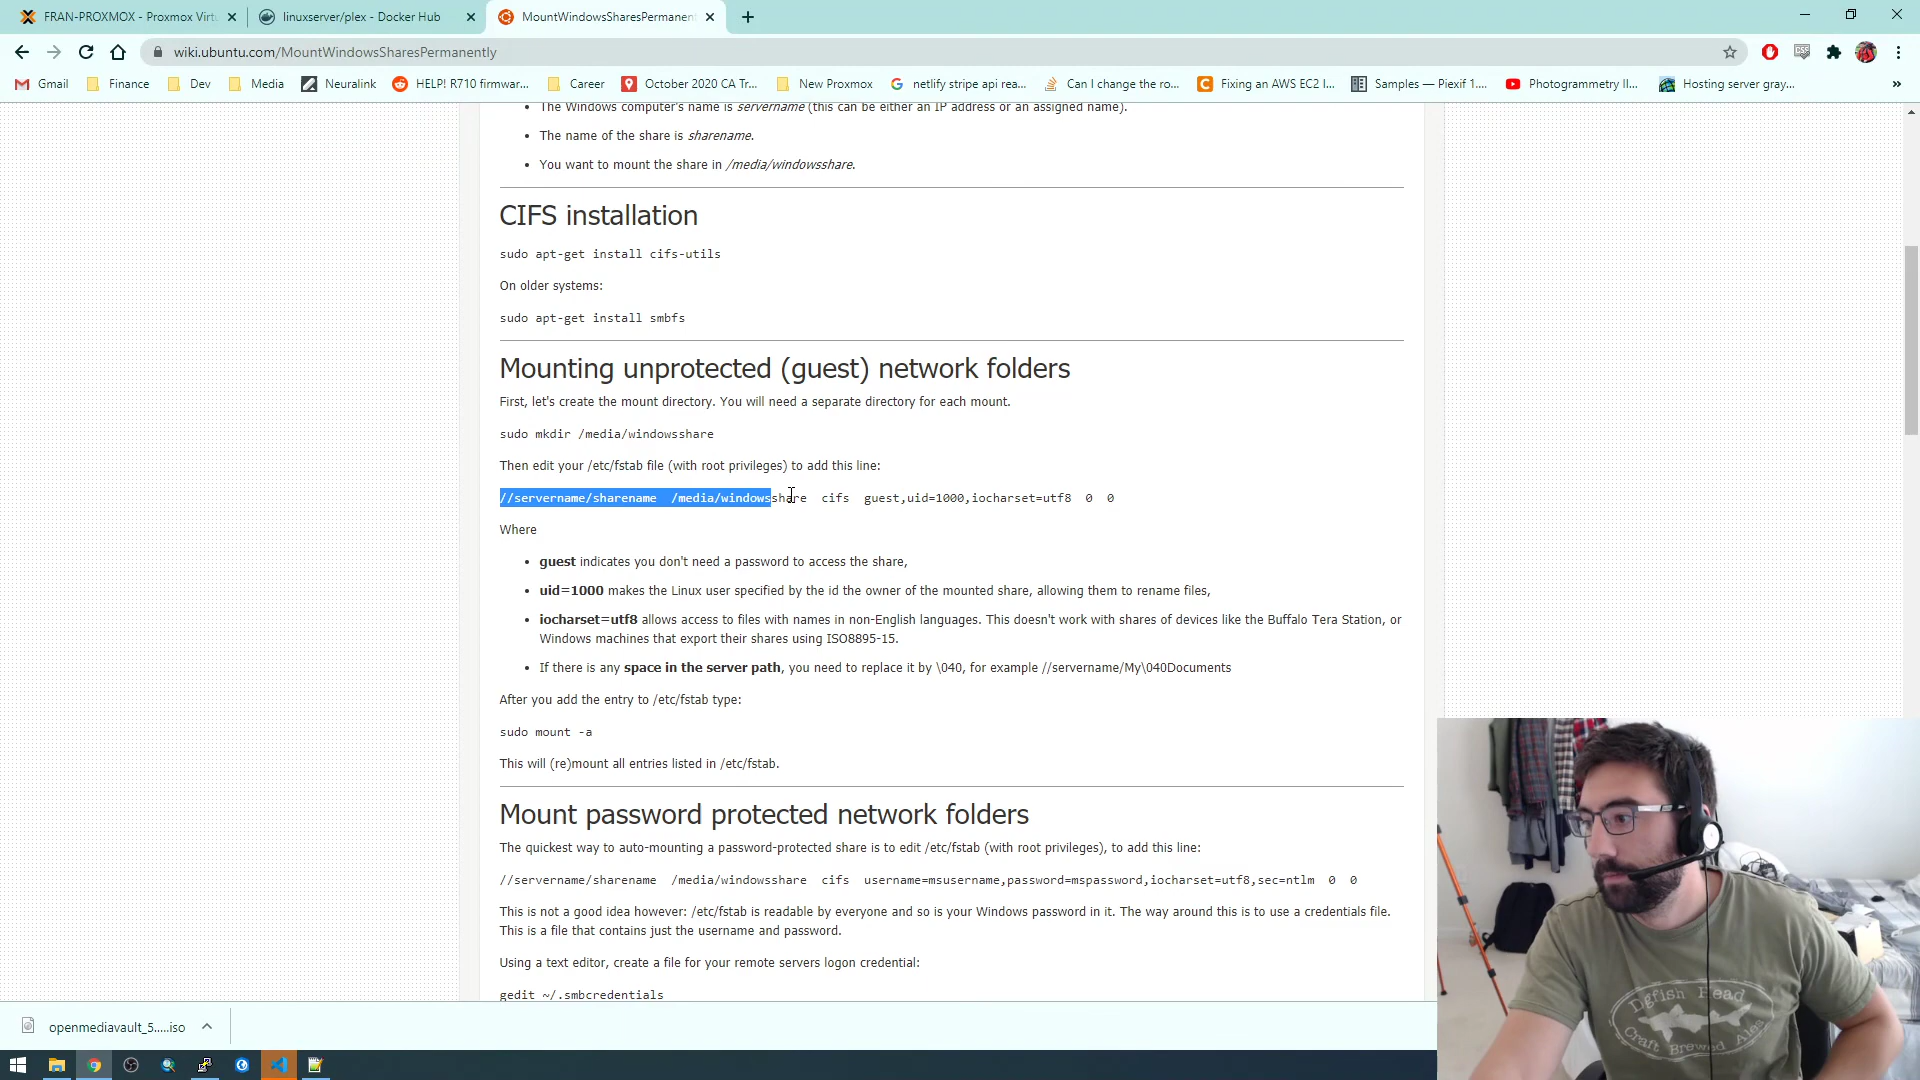 FRAN-PROXMOX - Proxmox Virtu
linuxserver/plex - Docker Hub
MountWindowsSharesPermanent
wiki.ubuntu.com/MountWindowsSharesPermanently
Gmail
Finance
Dev
Media
Neuralink
HELP! R710 firmwar...
Career
October 2020 CA Tr...
New Proxmox
netlify stripe api rea...
Can I change the ro...
Fixing an AWS EC2 I...
Samples — Piexif 1....
Photogrammetry II...
Hosting server gray...
The Windows computer's name is servername (this can be either an IP address or an assigned name).
The name of the share is sharename.
You want to mount the share in /media/windowsshare.
CIFS installation
sudo apt-get install cifs-utils
On older systems:
sudo apt-get install smbfs
Mounting unprotected (guest) network folders
First, let's create the mount directory. You will need a separate directory for each mount.
sudo mkdir /media/windowsshare
Then edit your /etc/fstab file (with root privileges) to add this line:
//servername/sharename  /media/windowsshare  cifs  guest,uid=1000,iocharset=utf8  0  0
Where
guest indicates you don't need a password to access the share,
uid=1000 makes the Linux user specified by the id the owner of the mounted share, allowing them to rename files,
iocharset=utf8 allows access to files with names in non-English languages. This doesn't work with shares of devices like the Buffalo Tera Station, or
Windows machines that export their shares using ISO8895-15.
If there is any space in the server path, you need to replace it by \040, for example //servername/My\040Documents
After you add the entry to /etc/fstab type:
sudo mount -a
This will (re)mount all entries listed in /etc/fstab.
Mount password protected network folders
The quickest way to auto-mounting a password-protected share is to edit /etc/fstab (with root privileges), to add this line:
//servername/sharename  /media/windowsshare  cifs  username=msusername,password=mspassword,iocharset=utf8,sec=ntlm  0  0
This is not a good idea however: /etc/fstab is readable by everyone and so is your Windows password in it. The way around this is to use a credentials file.
This is a file that contains just the username and password.
Using a text editor, create a file for your remote servers logon credential:
gedit ~/.smbcredentials
openmediavault_5.....iso
Dogfish Head
Craft Brewed Ales